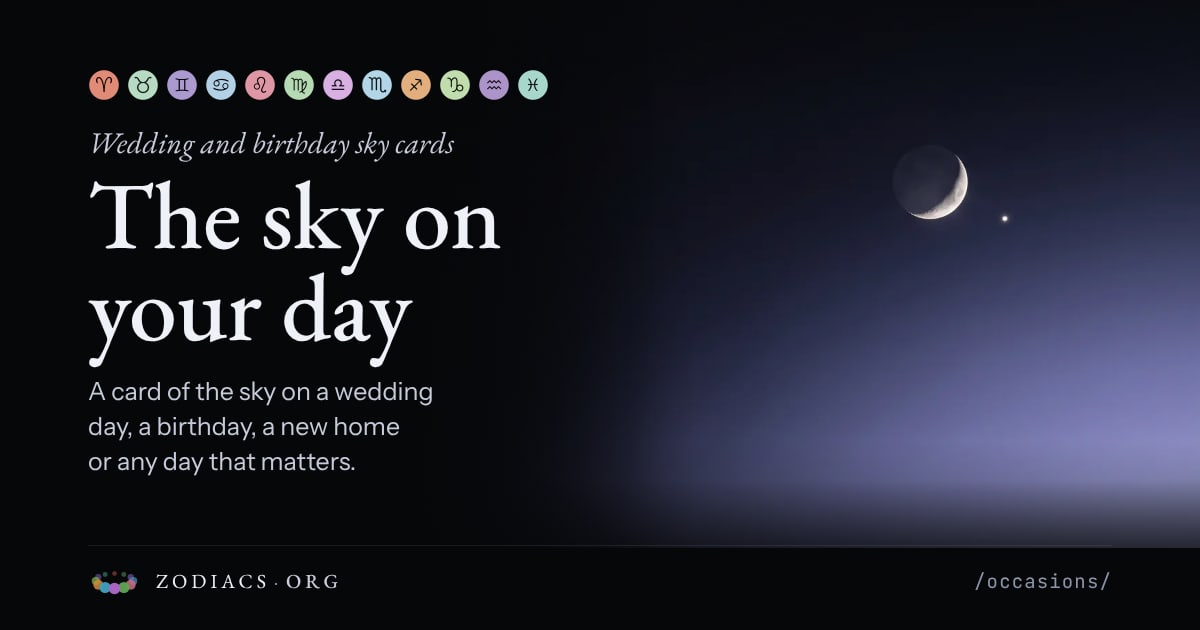 ♈ ♉ ♊ ♋ ♌ ♍ ♎ ♏ ♐ ♑ ♒ ♓
Wedding and birthday sky cards
The sky on
your day
A card of the sky on a wedding
day, a birthday, a new home
or any day that matters.
ZODIACS·ORG
/occasions/